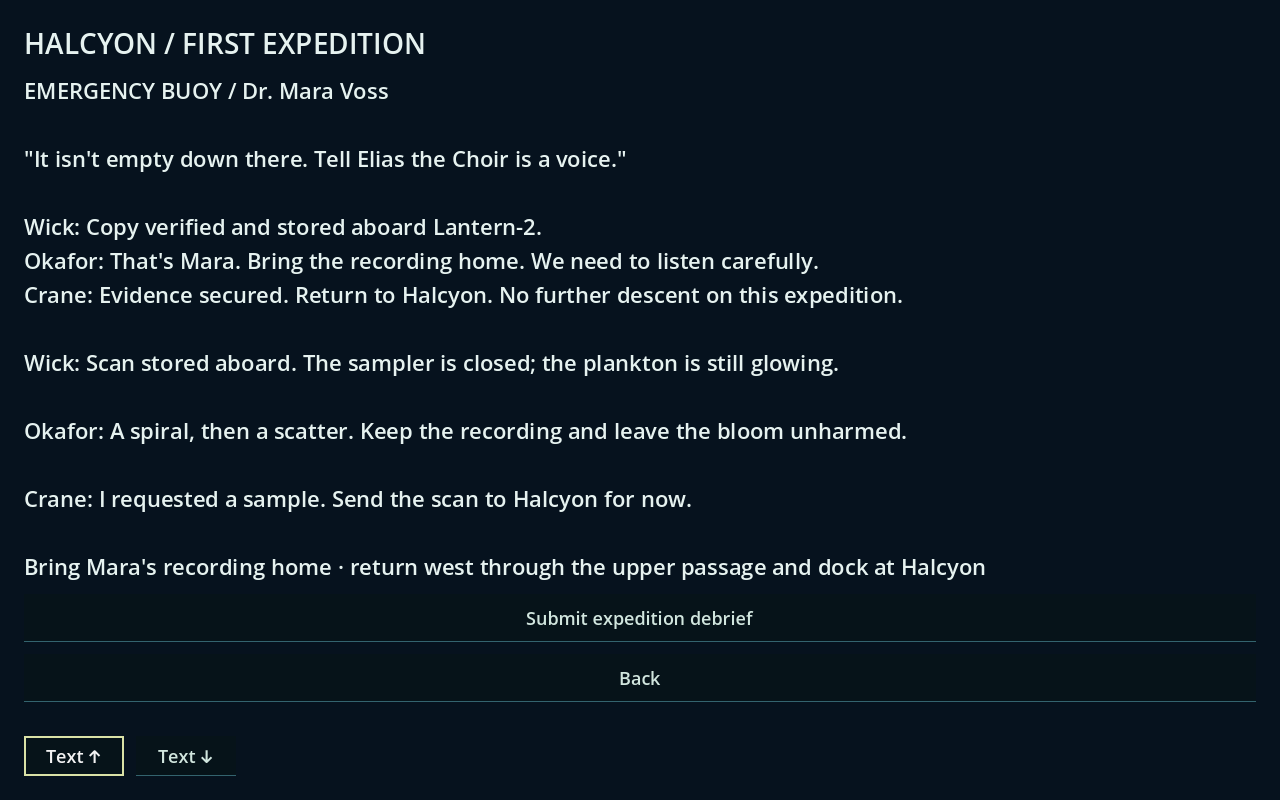 HALCYON / FIRST EXPEDITION
EMERGENCY BUOY / Dr. Mara Voss
"It isn't empty down there. Tell Elias the Choir is a voice."
Wick: Copy verified and stored aboard Lantern-2.
Okafor: That's Mara. Bring the recording home. We need to listen carefully.
Crane: Evidence secured. Return to Halcyon. No further descent on this expedition.
Wick: Scan stored aboard. The sampler is closed; the plankton is still glowing.
Okafor: A spiral, then a scatter. Keep the recording and leave the bloom unharmed.
Crane: I requested a sample. Send the scan to Halcyon for now.
Bring Mara's recording home · return west through the upper passage and dock at Halcyon
Submit expedition debrief
Back
Text ↑ Text ↓